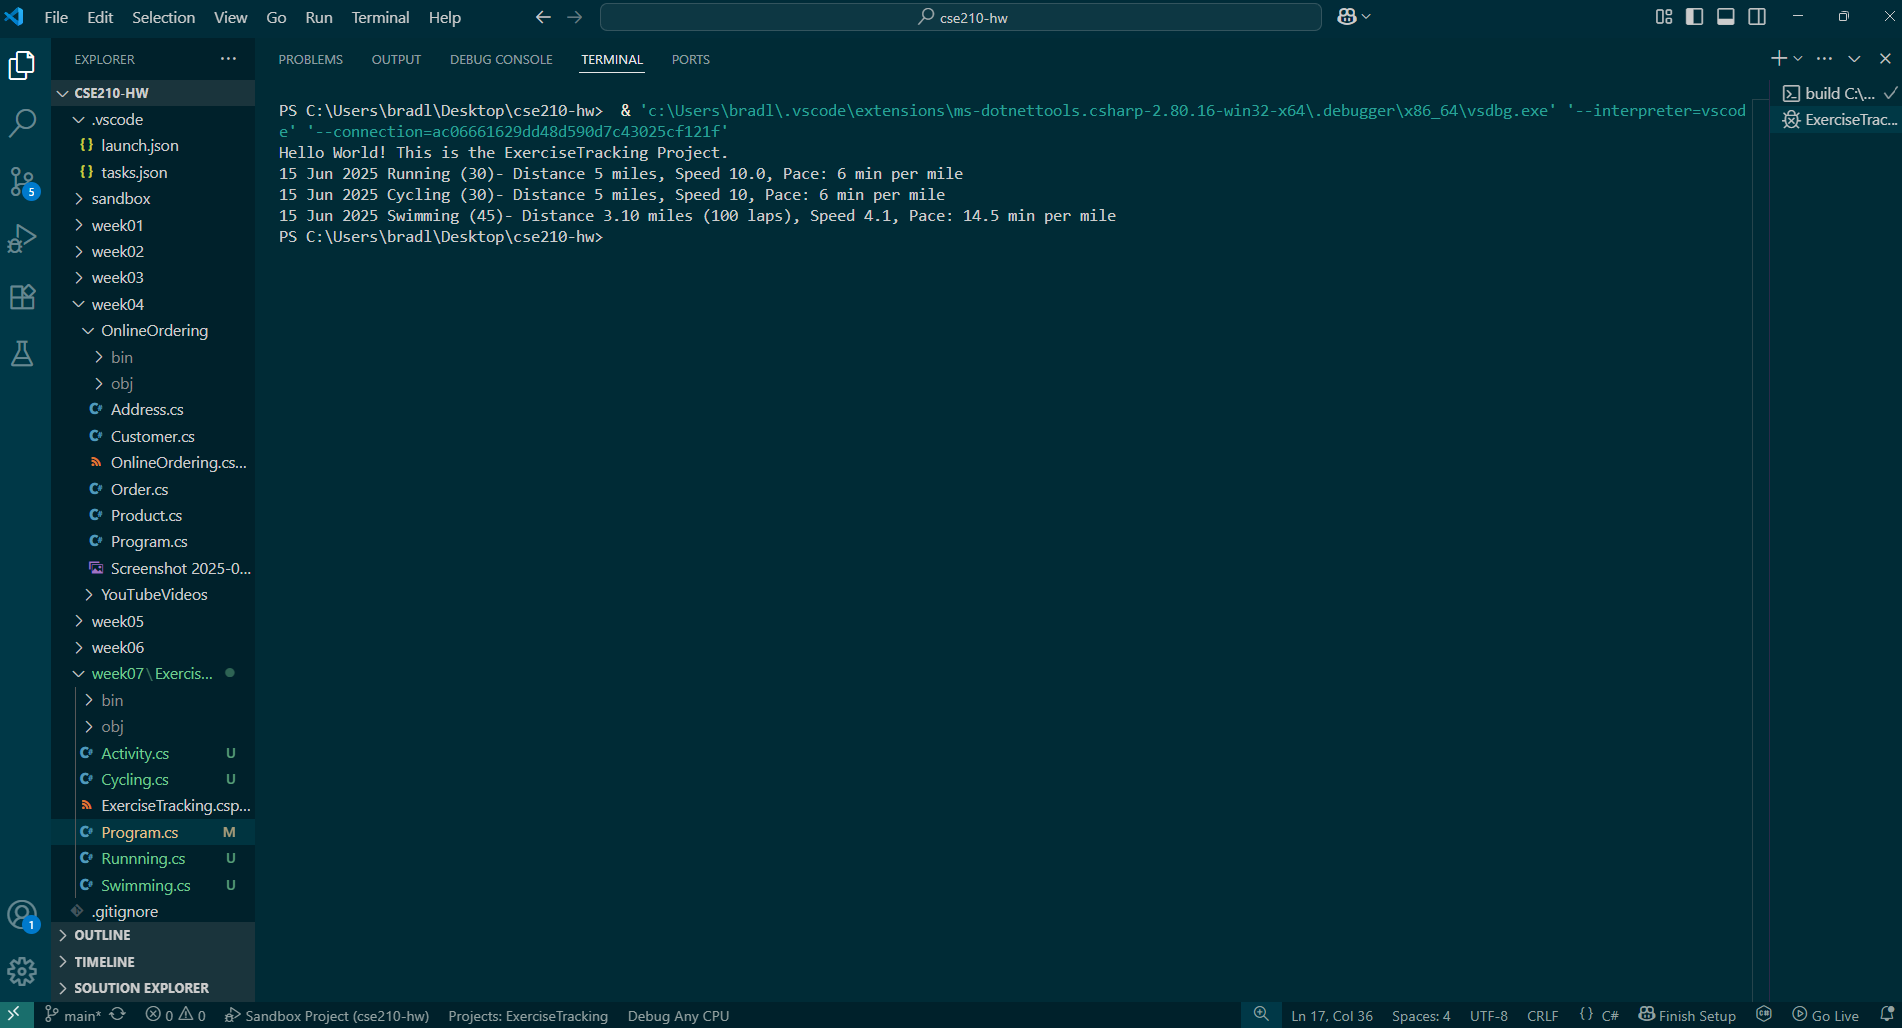 File Edit Selection View Go Run Terminal Help
cse210-hw
EXPLORER
CSE210-HW
.vscode
launch.json
tasks.json
sandbox
week01
week02
week03
week04
OnlineOrdering
bin
obj
Address.cs
Customer.cs
OnlineOrdering.cs...
Order.cs
Product.cs
Program.cs
Screenshot 2025-0...
YouTubeVideos
week05
week06
week07\Exercis...
bin
obj
Activity.cs U
Cycling.cs U
ExerciseTracking.csp...
Program.cs M
Runnning.cs U
Swimming.cs U
.gitignore
OUTLINE
TIMELINE
SOLUTION EXPLORER
5
1
PROBLEMS OUTPUT DEBUG CONSOLE TERMINAL PORTS
PS C:\Users\bradl\Desktop\cse210-hw>  & 'c:\Users\bradl\.vscode\extensions\ms-dotnettools.csharp-2.80.16-win32-x64\.debugger\x86_64\vsdbg.exe' '--interpreter=vscod
e' '--connection=ac06661629dd48d590d7c43025cf121f'
Hello World! This is the ExerciseTracking Project.
15 Jun 2025 Running (30)- Distance 5 miles, Speed 10.0, Pace: 6 min per mile
15 Jun 2025 Cycling (30)- Distance 5 miles, Speed 10, Pace: 6 min per mile
15 Jun 2025 Swimming (45)- Distance 3.10 miles (100 laps), Speed 4.1, Pace: 14.5 min per mile
PS C:\Users\bradl\Desktop\cse210-hw>
build C:\...
ExerciseTrac...
main* 0 0 Sandbox Project (cse210-hw) Projects: ExerciseTracking Debug Any CPU Ln 17, Col 36 Spaces: 4 UTF-8 CRLF {} C# Finish Setup Go Live